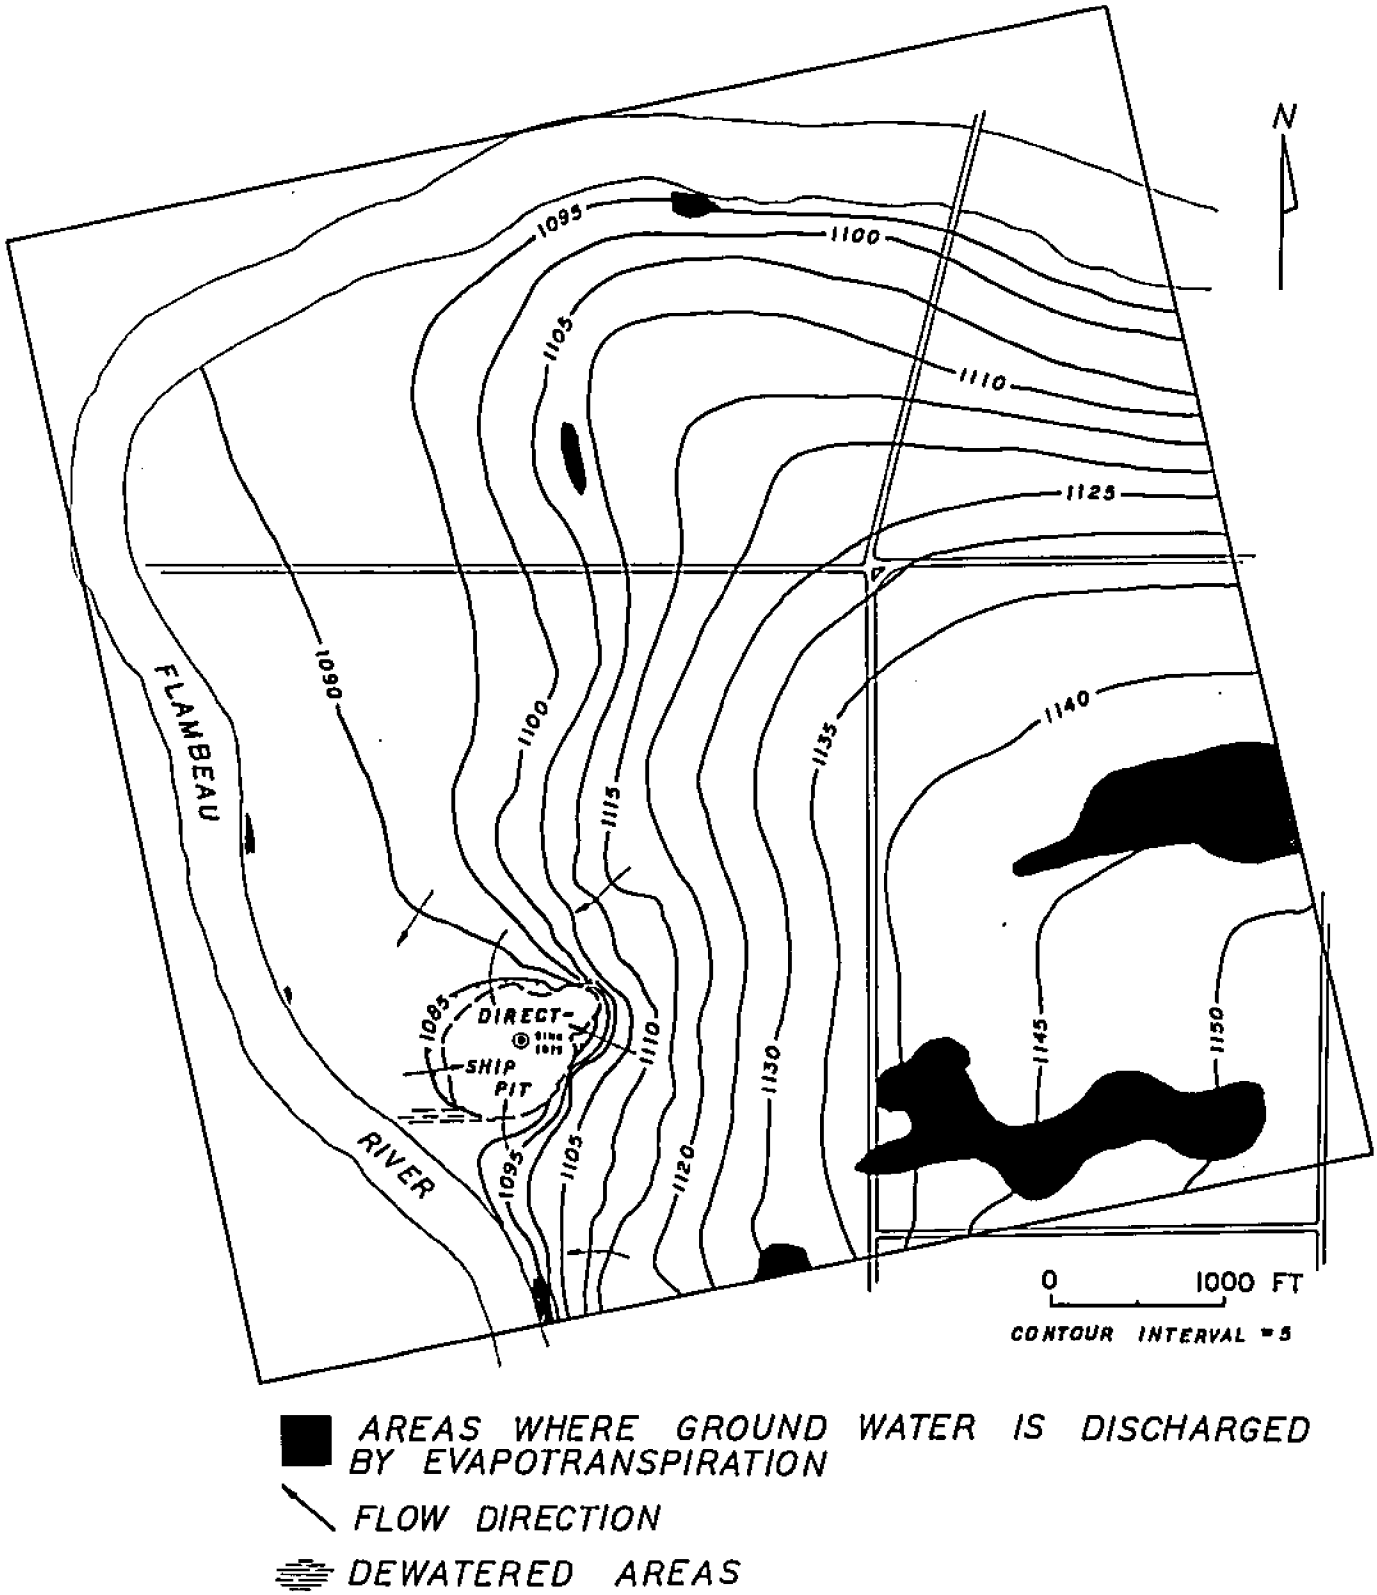 N
1095
1100
1105
1110
1125
1090
FLAMBEAU
1100
1115
1135
1140
1085
DIRECT-
SHIP
PIT
1110
1130
1145
1150
RIVER
1095
1105
1120
0 1000 FT
CONTOUR INTERVAL = 5
AREAS WHERE GROUND WATER IS DISCHARGED
BY EVAPOTRANSPIRATION
FLOW DIRECTION
DEWATERED AREAS